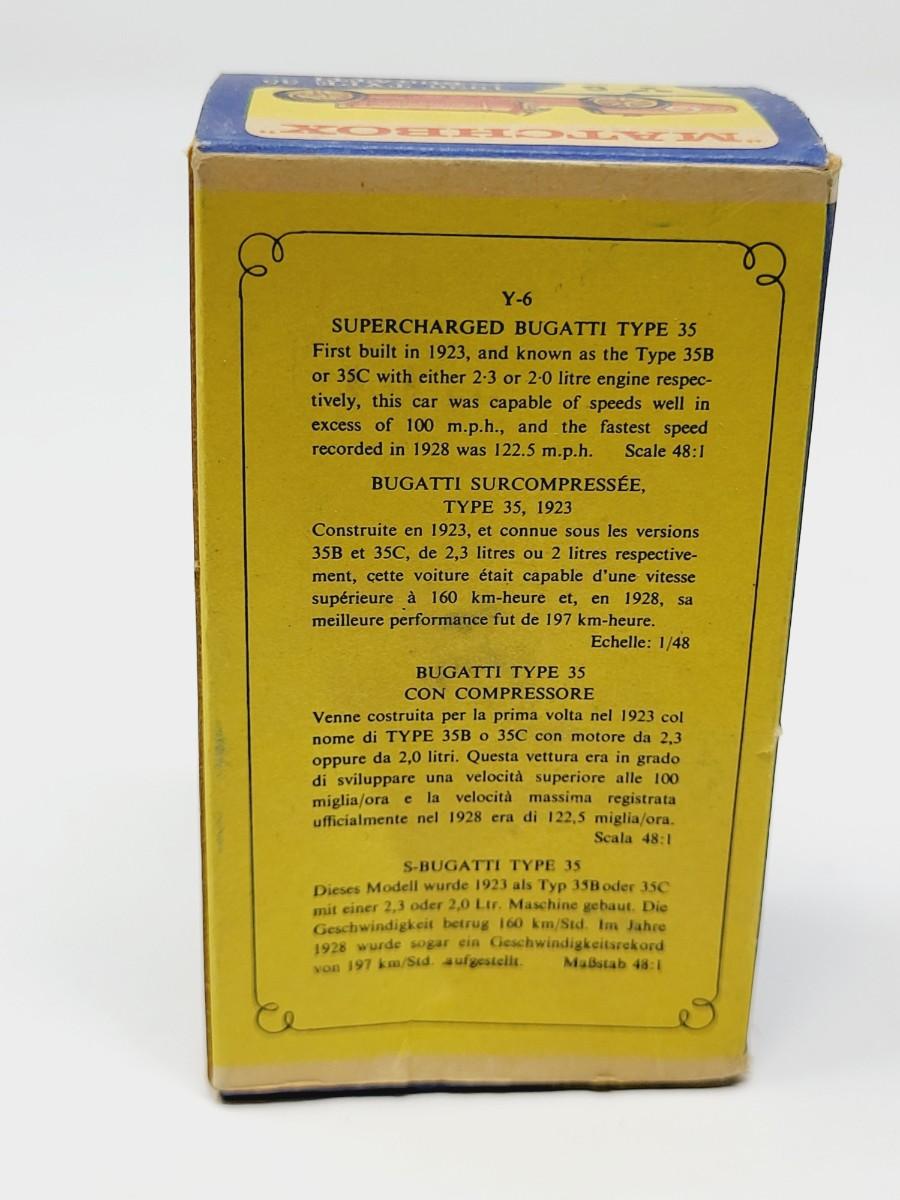 "MATCHBOX"
Y-6
SUPERCHARGED BUGATTI TYPE 35
First built in 1923, and known as the Type 35B
or 35C with either 2·3 or 2·0 litre engine respec-
tively, this car was capable of speeds well in
excess of 100 m.p.h., and the fastest speed
recorded in 1928 was 122.5 m.p.h. Scale 48:1
BUGATTI SURCOMPRESSÉE,
TYPE 35, 1923
Construite en 1923, et connue sous les versions
35B et 35C, de 2,3 litres ou 2 litres respective-
ment, cette voiture était capable d'une vitesse
supérieure à 160 km-heure et, en 1928, sa
meilleure performance fut de 197 km-heure.
Echelle: 1/48
BUGATTI TYPE 35
CON COMPRESSORE
Venne costruita per la prima volta nel 1923 col
nome di TYPE 35B o 35C con motore da 2,3
oppure da 2,0 litri. Questa vettura era in grado
di sviluppare una velocità superiore alle 100
miglia/ora e la velocità massima registrata
ufficialmente nel 1928 era di 122,5 miglia/ora.
Scala 48:1
S-BUGATTI TYPE 35
Dieses Modell wurde 1923 als Typ 35B oder 35C
mit einer 2,3 oder 2,0 Ltr. Maschine gebaut. Die
Geschwindigkeit betrug 160 km/Std. Im Jahre
1928 wurde sogar ein Geschwindigkeitsrekord
von 197 km/Std. aufgestellt. Maßstab 48:1